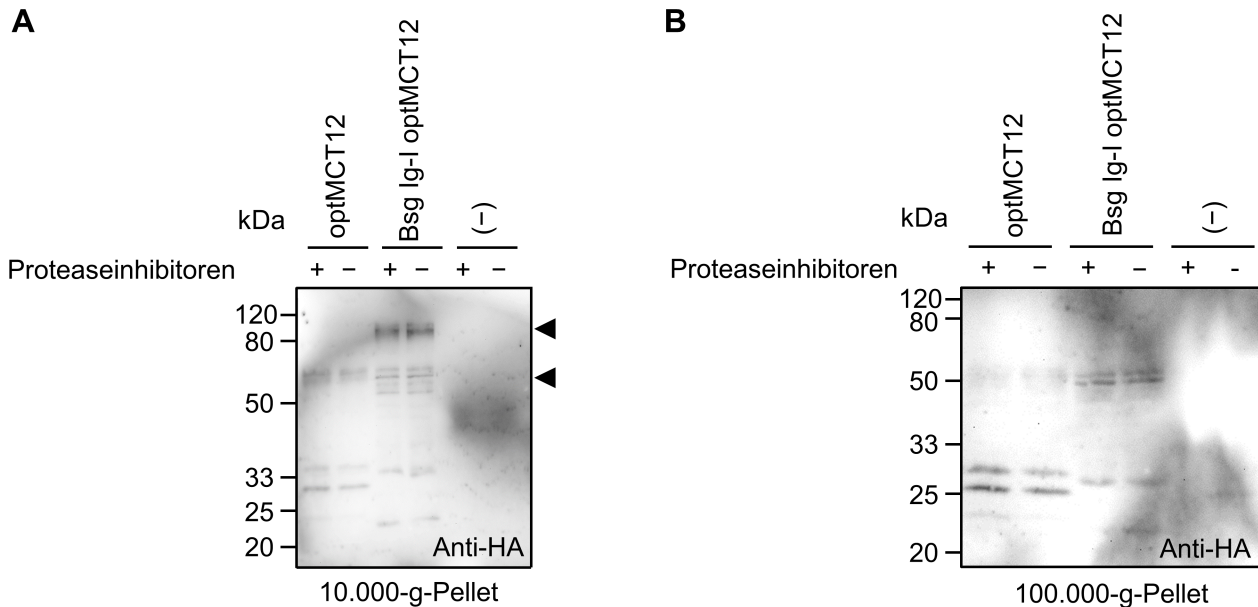 A
kDa
optMCT12
Bsg Ig-I optMCT12
(−)
Proteaseinhibitoren + − + − + −
120
80
50
33
25
20
Anti-HA
10.000-g-Pellet
B
kDa
optMCT12
Bsg Ig-I optMCT12
(−)
Proteaseinhibitoren + − + − + -
120
80
50
33
25
20
Anti-HA
100.000-g-Pellet